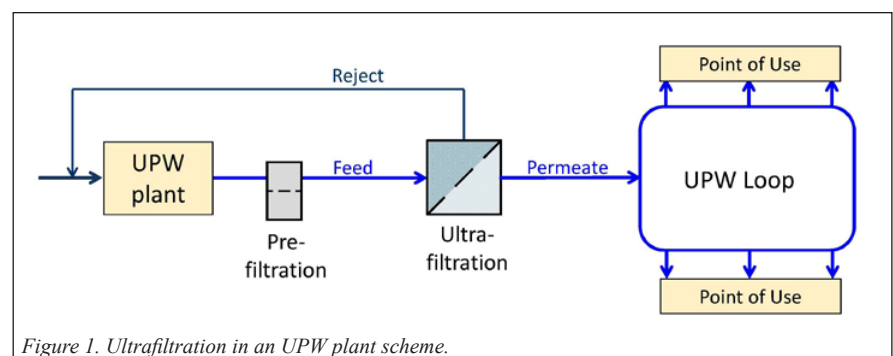 Reject
Point of Use
UPW
plant
Feed
Permeate
UPW Loop
Pre-
filtration
Ultra-
filtration
Point of Use
Figure 1. Ultrafiltration in an UPW plant scheme.